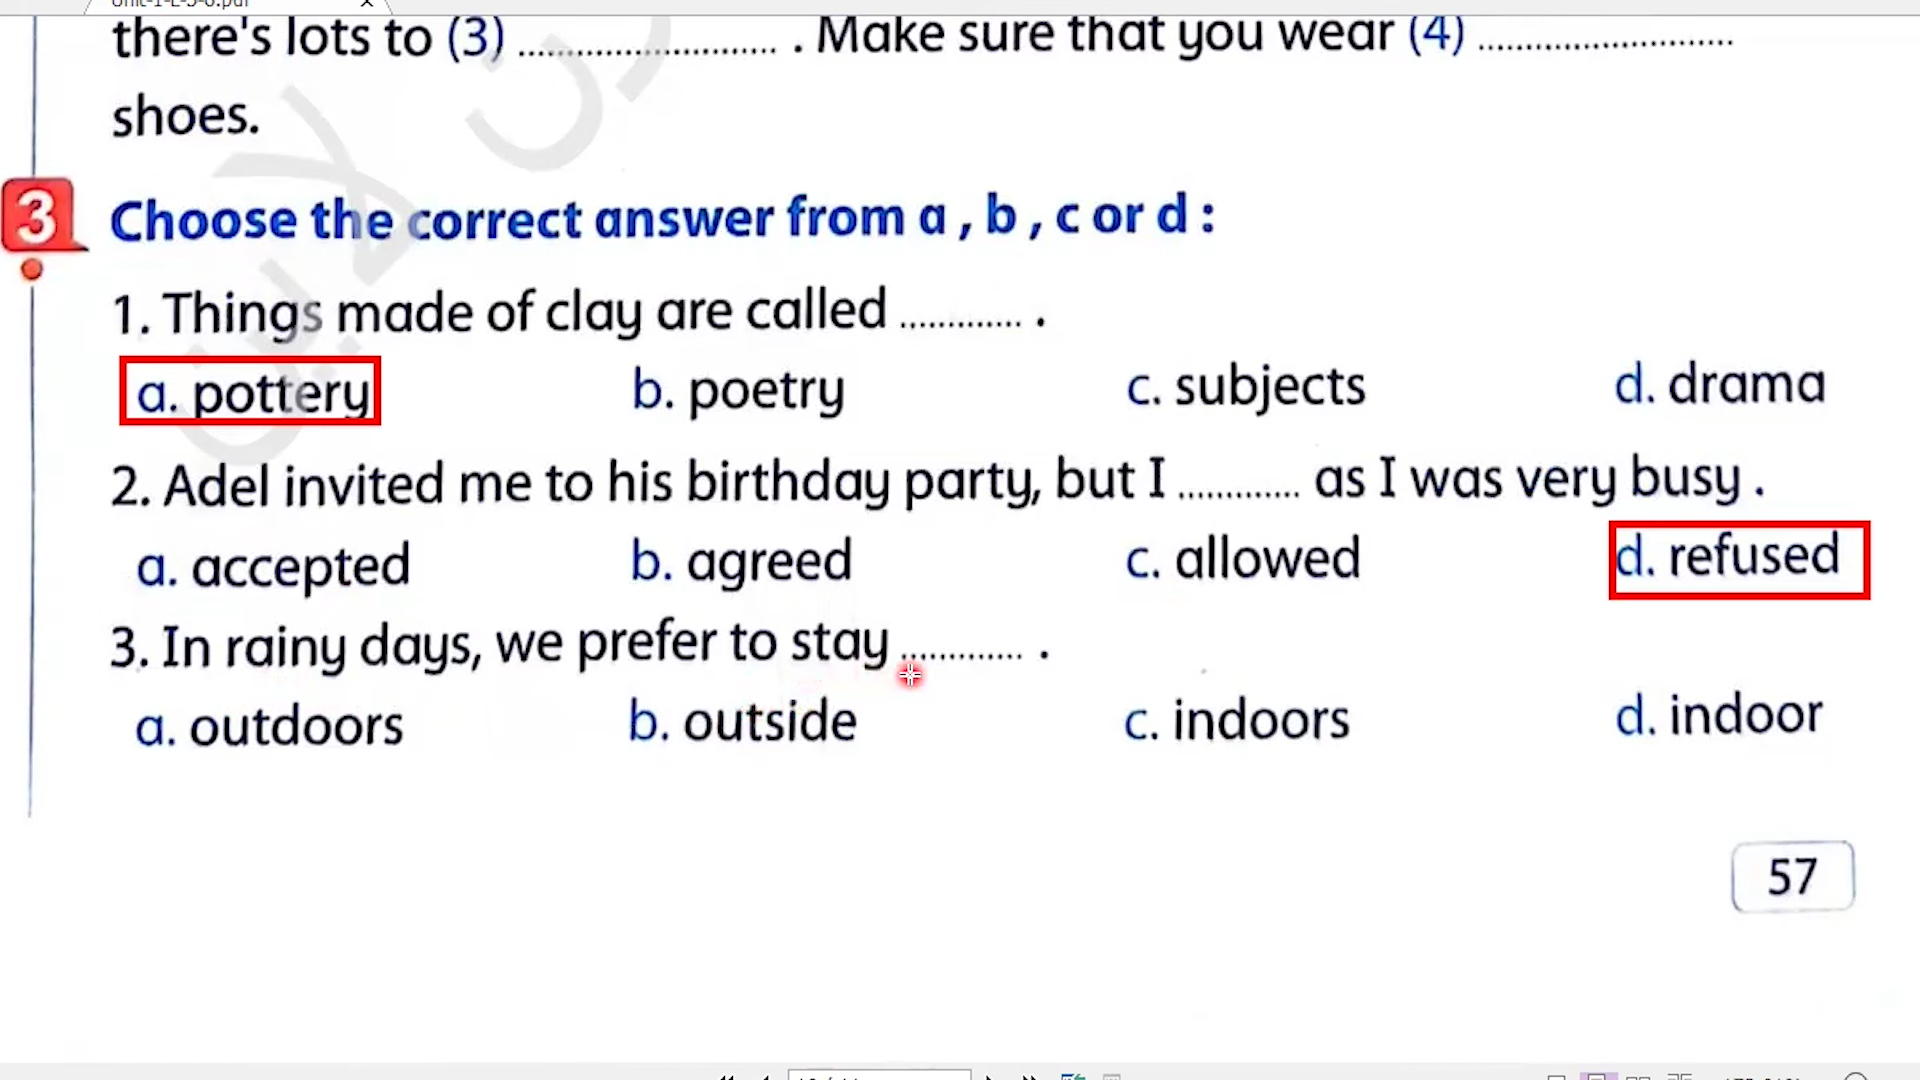 there's lots to (3) ........................... . Make sure that you wear (4) ...........................
shoes.
3 Choose the correct answer from a , b , c or d :
1. Things made of clay are called ............. .
a. pottery b. poetry c. subjects d. drama
2. Adel invited me to his birthday party, but I ............. as I was very busy .
a. accepted b. agreed c. allowed d. refused
3. In rainy days, we prefer to stay ............. .
a. outdoors b. outside c. indoors d. indoor
57